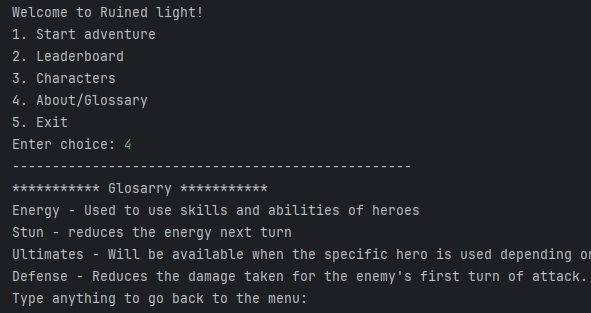 Welcome to Ruined light!
1. Start adventure
2. Leaderboard
3. Characters
4. About/Glossary
5. Exit
Enter choice: 4
--------------------------------------------------
*********** Glosarry ***********
Energy - Used to use skills and abilities of heroes
Stun - reduces the energy next turn
Ultimates - Will be available when the specific hero is used depending on
Defense - Reduces the damage taken for the enemy's first turn of attack.
Type anything to go back to the menu: